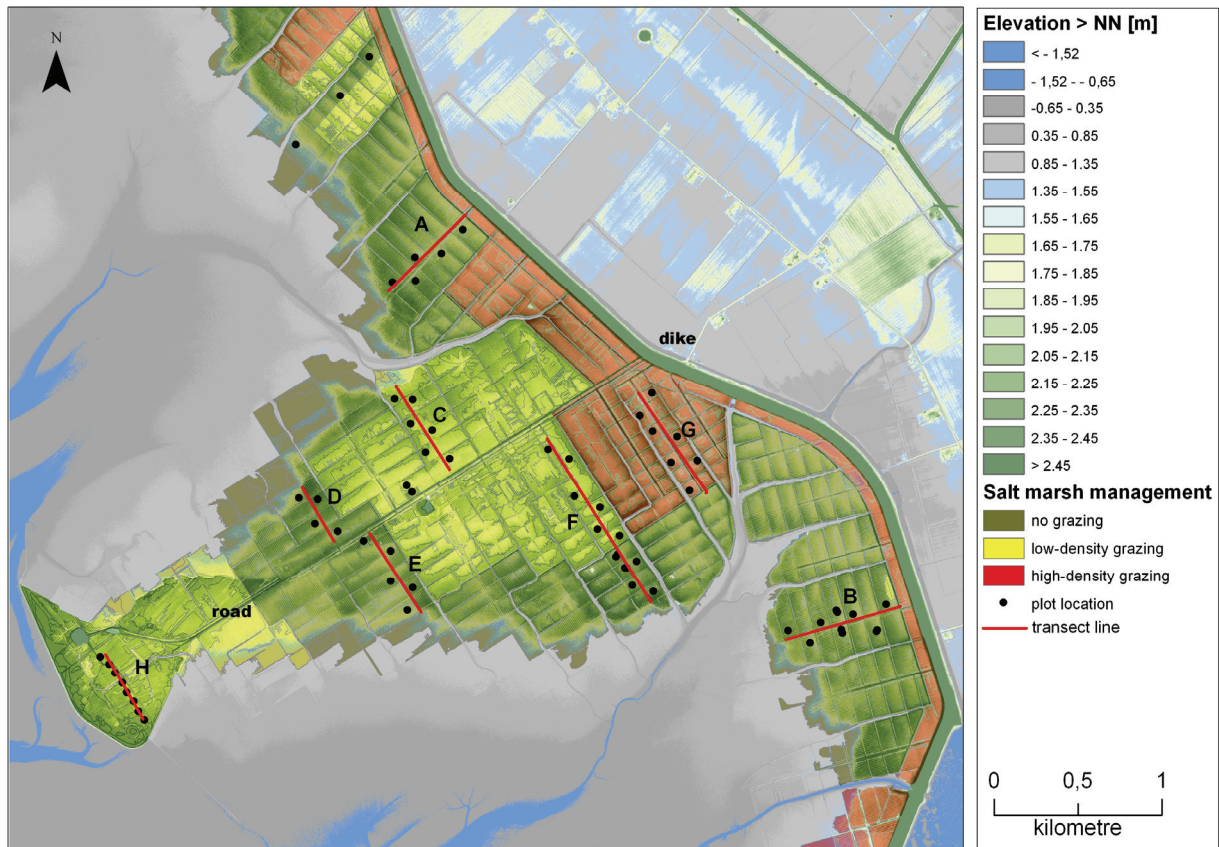 N
A
dike
C
G
D
F
E
B
road
H
Elevation > NN [m]
< - 1,52
- 1,52 - - 0,65
-0.65 - 0.35
0.35 - 0.85
0.85 - 1.35
1.35 - 1.55
1.55 - 1.65
1.65 - 1.75
1.75 - 1.85
1.85 - 1.95
1.95 - 2.05
2.05 - 2.15
2.15 - 2.25
2.25 - 2.35
2.35 - 2.45
> 2.45
Salt marsh management
no grazing
low-density grazing
high-density grazing
plot location
transect line
0 0,5 1
kilometre